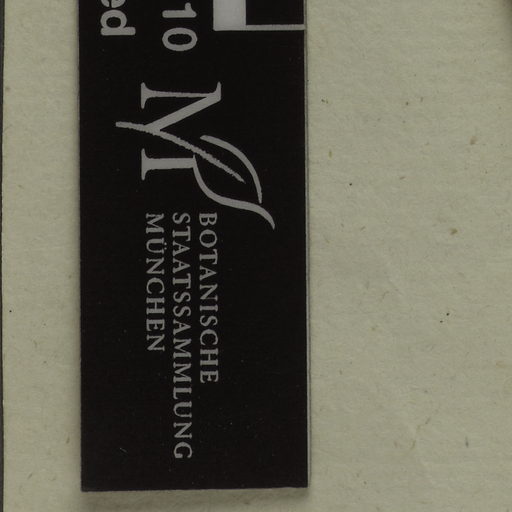 10
ed
BOTANISCHE
STAATSSAMMLUNG
MÜNCHEN